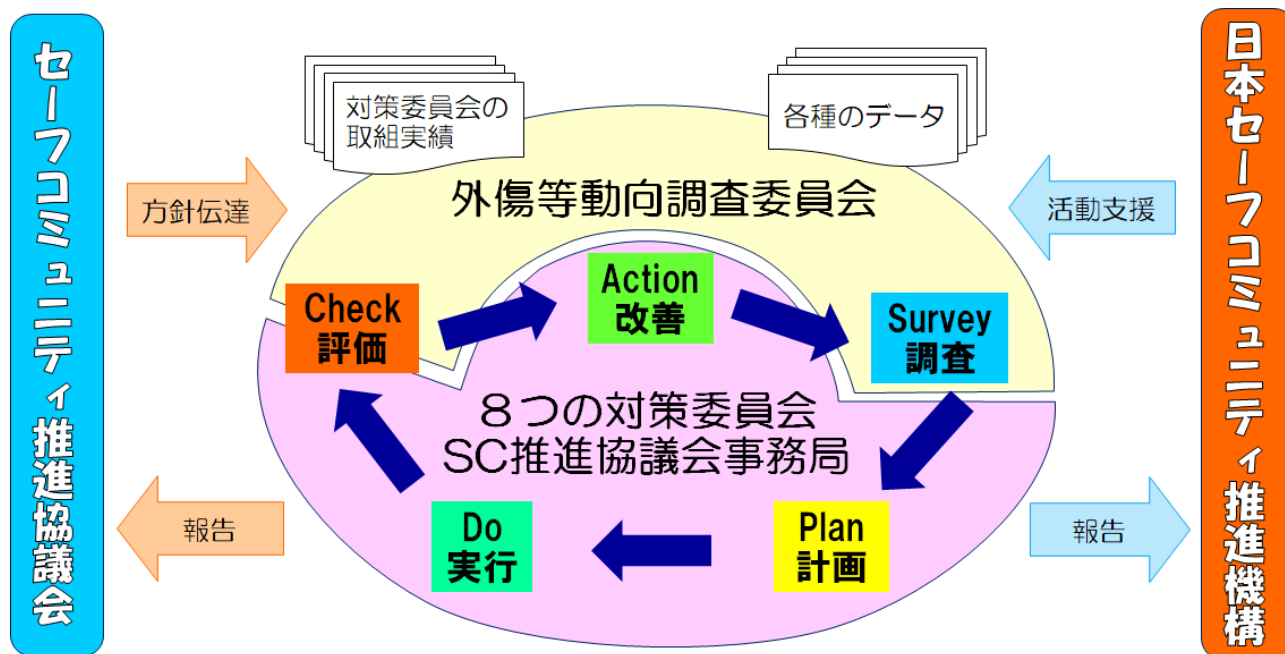 セーフコミュニティ推進協議会
対策委員会の
取組実績
各種のデータ
日本セーフコミュニティ推進機構
方針伝達
外傷等動向調査委員会
活動支援
Check
評価
Action
改善
Survey
調査
８つの対策委員会
SC推進協議会事務局
報告
Do
実行
Plan
計画
報告